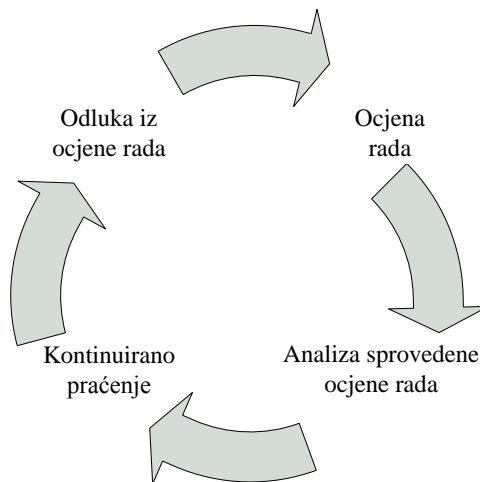 Odluka iz
ocjene rada
Ocjena
rada
Analiza sprovedene
ocjene rada
Kontinuirano
praćenje